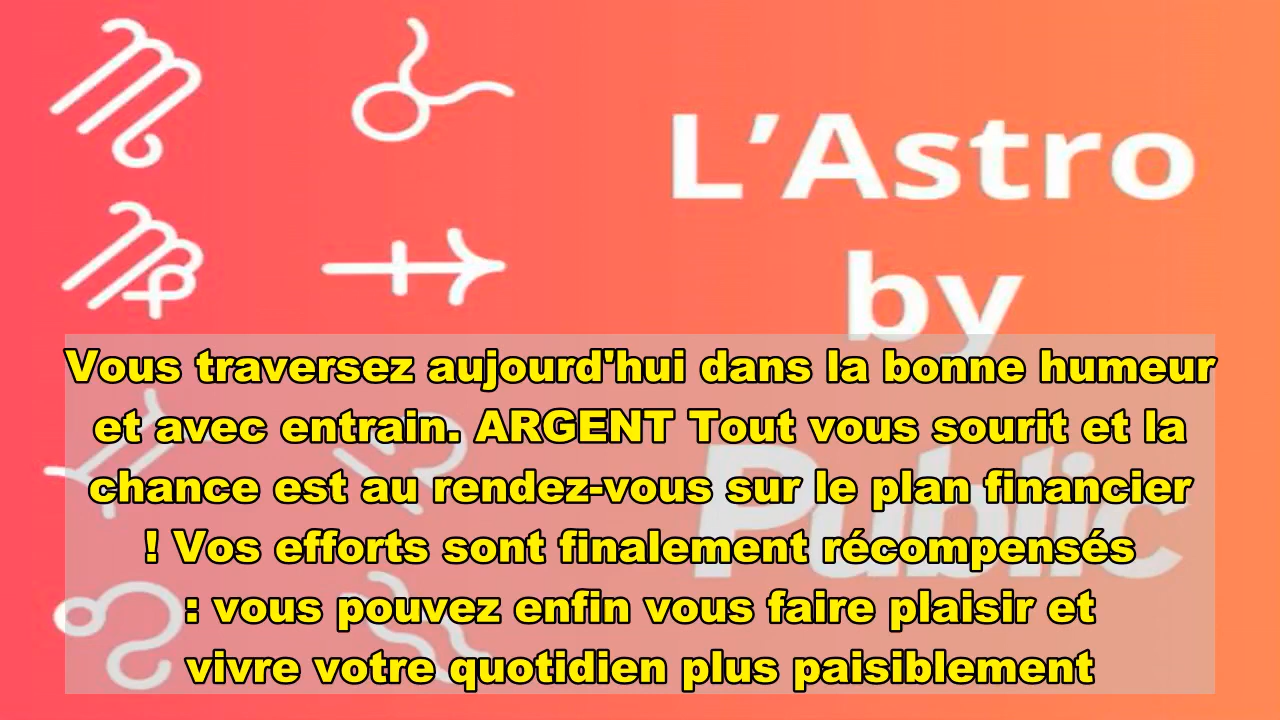 L’Astro
by
Public
Vous traversez aujourd'hui dans la bonne humeur
et avec entrain. ARGENT Tout vous sourit et la
chance est au rendez-vous sur le plan financier
! Vos efforts sont finalement récompensés
: vous pouvez enfin vous faire plaisir et
vivre votre quotidien plus paisiblement